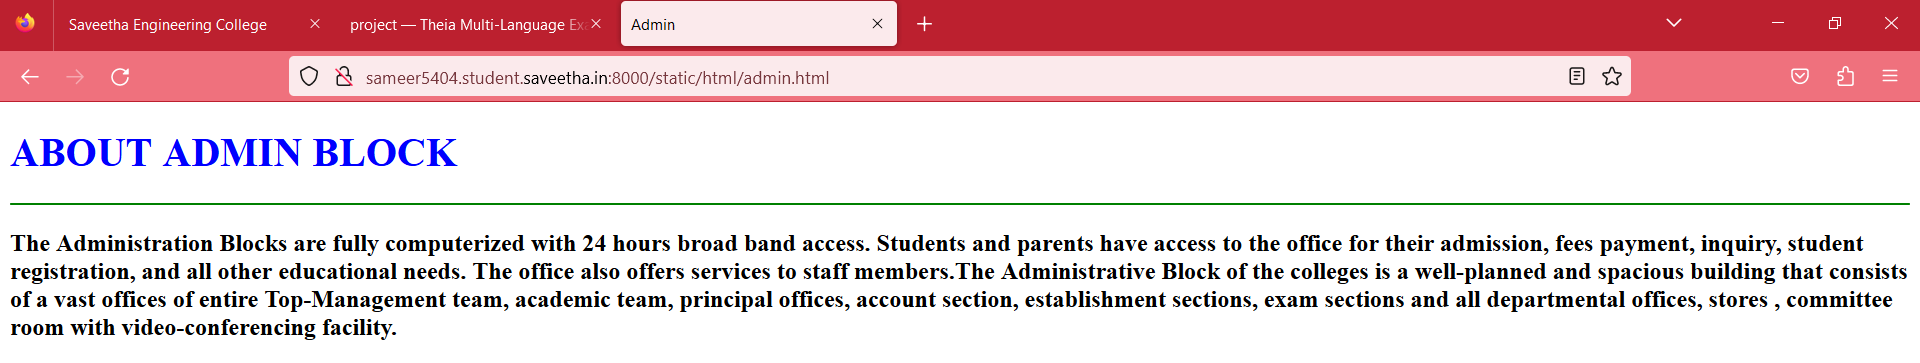 Saveetha Engineering College
project — Theia Multi-Language Ex
Admin
sameer5404.student.saveetha.in:8000/static/html/admin.html
ABOUT ADMIN BLOCK
The Administration Blocks are fully computerized with 24 hours broad band access. Students and parents have access to the office for their admission, fees payment, inquiry, student
registration, and all other educational needs. The office also offers services to staff members.The Administrative Block of the colleges is a well-planned and spacious building that consists
of a vast offices of entire Top-Management team, academic team, principal offices, account section, establishment sections, exam sections and all departmental offices, stores , committee
room with video-conferencing facility.